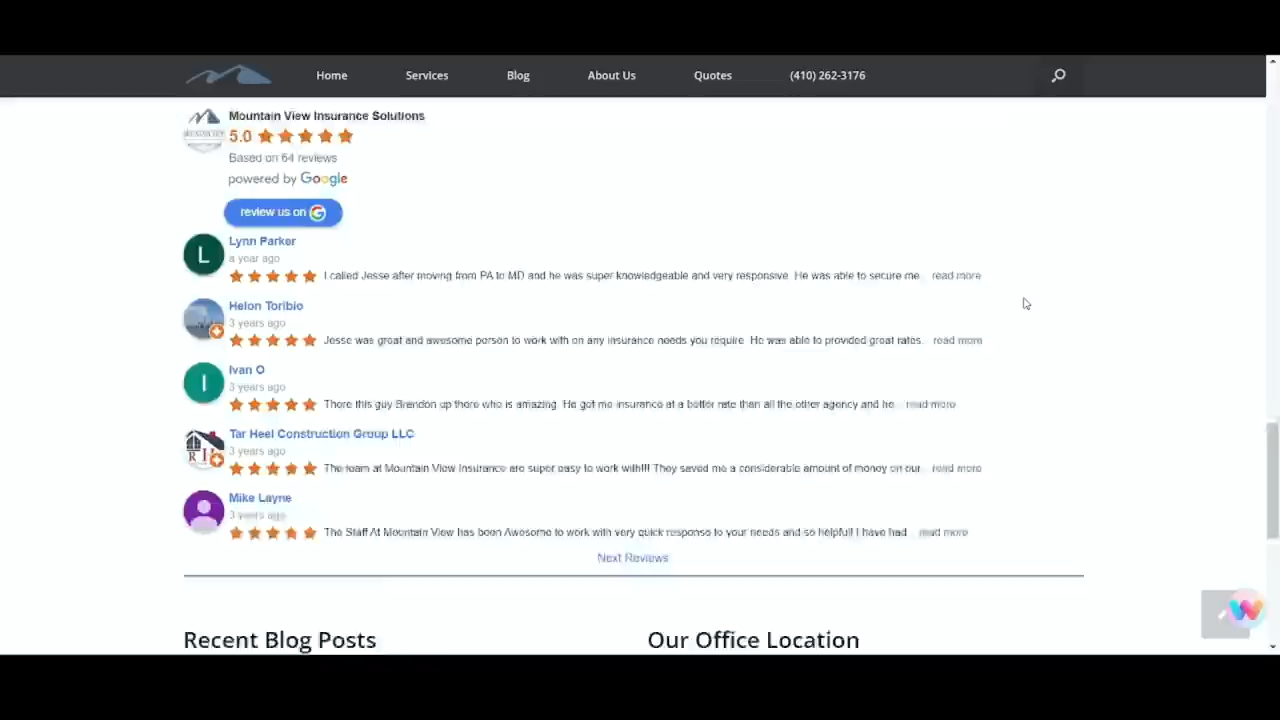 Home Services Blog About Us Quotes (410) 262-3176
Mountain View Insurance Solutions
5.0
Based on 64 reviews
powered by Google
review us on G
L
Lynn Parker
a year ago
I called Jesse after moving from PA to MD and he was super knowledgeable and very responsive. He was able to secure me... read more
Helon Toribio
3 years ago
Jesse was great and awesome person to work with on any insurance needs you require. He was able to provided great rates... read more
I
Ivan O
3 years ago
There this guy Brandon up there who is amazing. He got me insurance at a better rate than all the other agency and he... read more
Tar Heel Construction Group LLC
3 years ago
The team at Mountain View Insurance are super easy to work with!!! They saved me a considerable amount of money on our... read more
Mike Layne
3 years ago
The Staff At Mountain View has been Awesome to work with very quick response to your needs and so helpful! I have had... read more
Next Reviews
Recent Blog Posts
Our Office Location